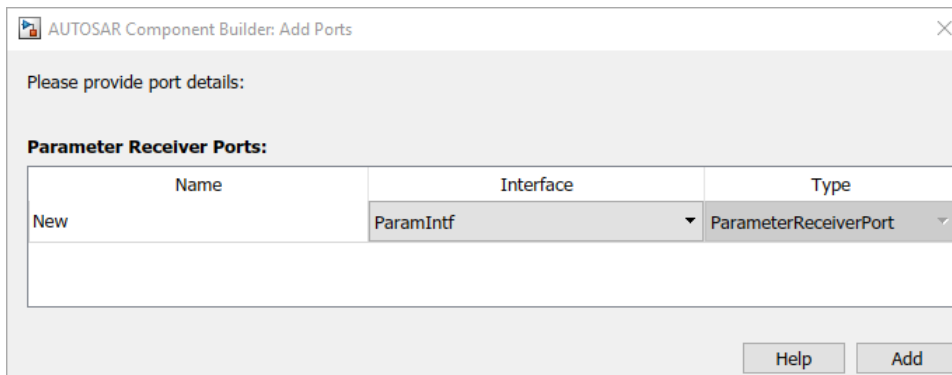 AUTOSAR Component Builder: Add Ports
Please provide port details:
Parameter Receiver Ports:
Name Interface Type
New ParamIntf ParameterReceiverPort
Help Add